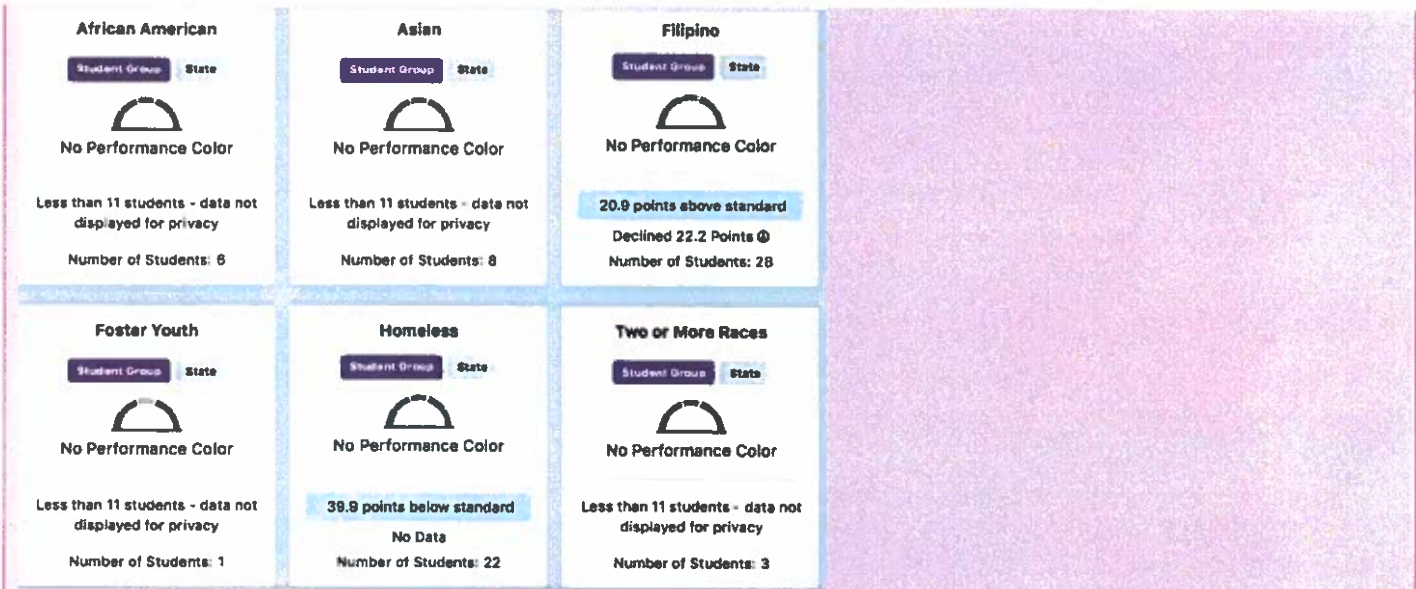 African American
Student Group State
No Performance Color
Less than 11 students - data not
displayed for privacy
Number of Students: 6
Asian
Student Group State
No Performance Color
Less than 11 students - data not
displayed for privacy
Number of Students: 8
Filipino
Student Group State
No Performance Color
20.9 points above standard
Declined 22.2 Points
Number of Students: 28
Foster Youth
Student Group State
No Performance Color
Less than 11 students - data not
displayed for privacy
Number of Students: 1
Homeless
Student Group State
No Performance Color
39.9 points below standard
No Data
Number of Students: 22
Two or More Races
Student Group State
No Performance Color
Less than 11 students - data not
displayed for privacy
Number of Students: 3